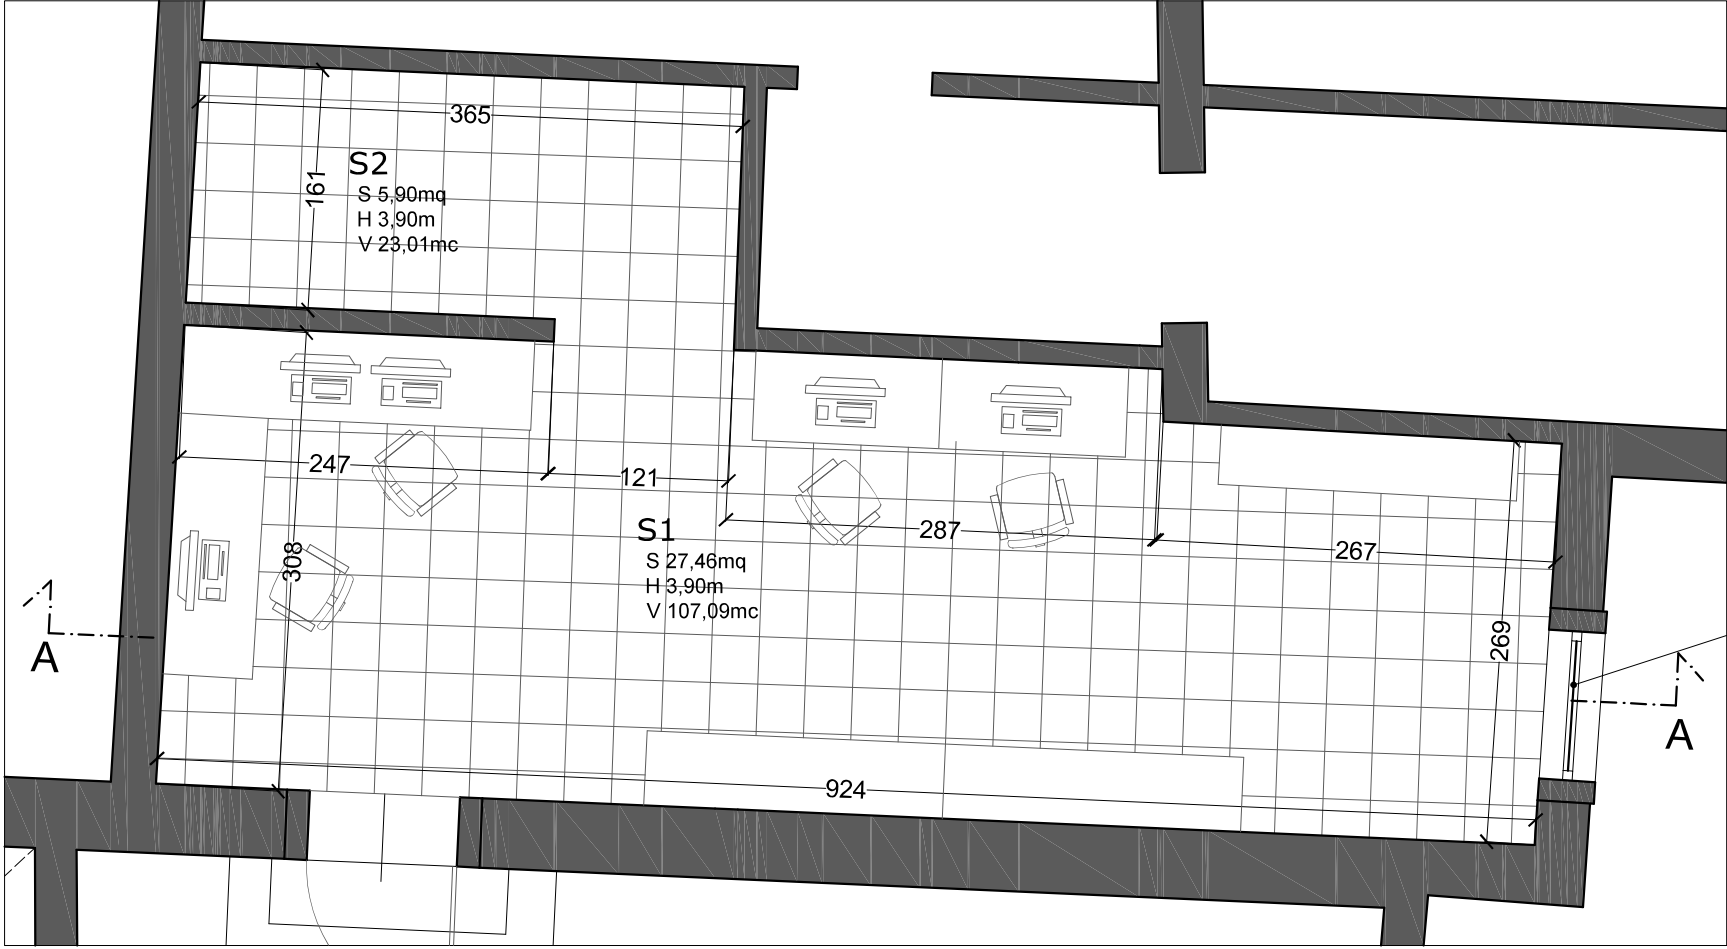 365
S2
161
S 5,90mq
H 3,90m
V 23,01mc
247
121
S1
287
267
308
S 27,46mq
H 3,90m
V 107,09mc
269
A
A
924